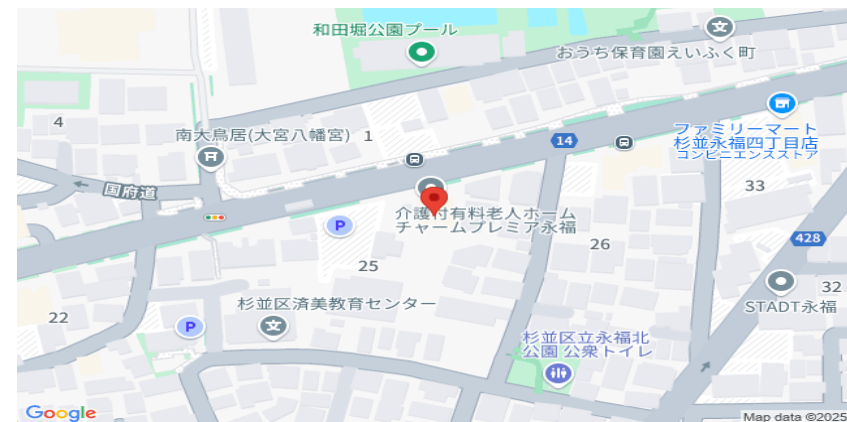 和田堀公園プール
おうち保育園えいふく町
4
南大鳥居(大宮八幡宮)
1
14
ファミリーマート
杉並永福四丁目店
コンビニエンスストア
国府道
33
介護付有料老人ホーム
チャームプレミア永福
P
26
428
25
32
杉並区済美教育センター
STADT永福
22
P
文
文
杉並区立永福北
公園 公衆トイレ
Google
Map data ©2025